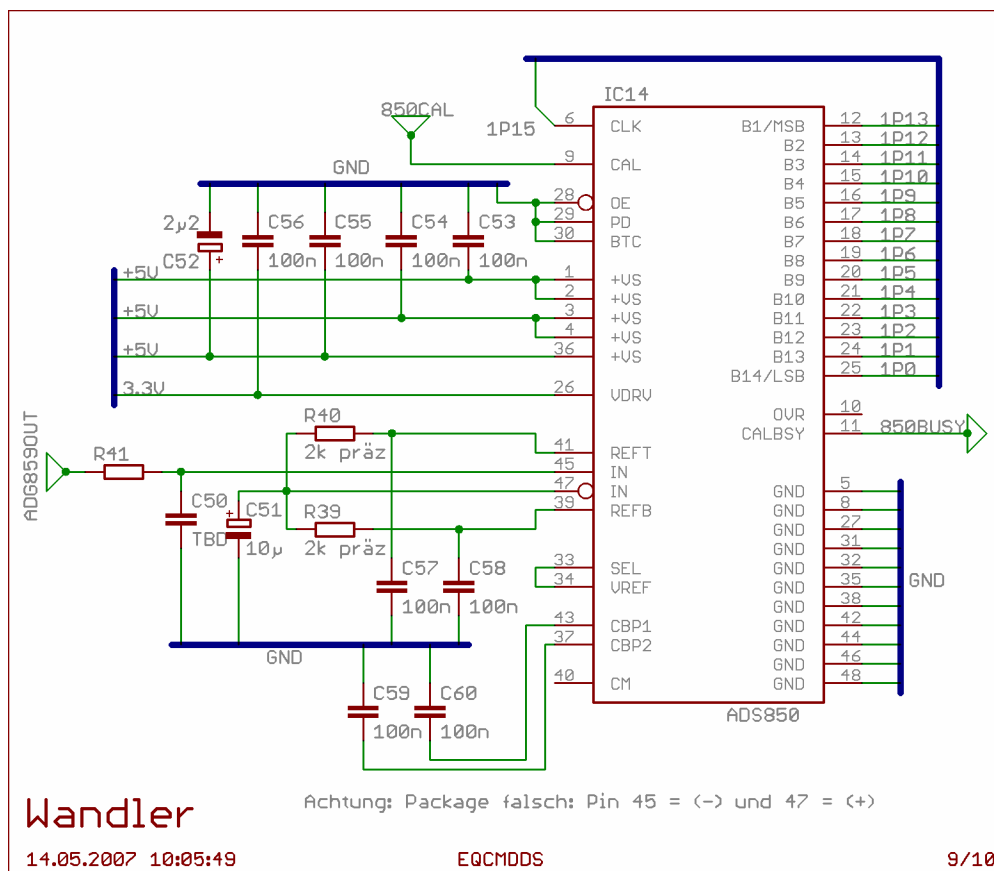 IC14
850CAL
1P15
6 CLK
9 CAL
28 OE
29 PD
30 BTC
1 +VS
2 +VS
3 +VS
4 +VS
36 +VS
26 VDRV
41 REFT
45 IN
47 IN
39 REFB
33 SEL
34 VREF
43 CBP1
37 CBP2
40 CM
B1/MSB 12 1P13
B2 13 1P12
B3 14 1P11
B4 15 1P10
B5 16 1P9
B6 17 1P8
B7 18 1P7
B8 19 1P6
B9 20 1P5
B10 21 1P4
B11 22 1P3
B12 23 1P2
B13 24 1P1
B14/LSB 25 1P0
OVR 10
CALBSY 11 850BUSY
GND 5
GND 8
GND 27
GND 31
GND 32
GND 35
GND 38
GND 42
GND 44
GND 46
GND 48
GND
ADS850
GND
2µ2
C52
+
C56
100n
C55
100n
C54
100n
C53
100n
+5V
+5V
+5V
3.3V
ADG859OUT
R41
R40
2k präz
C50
TBD
+
C51
10µ
R39
2k präz
C57
100n
C58
100n
GND
C59
100n
C60
100n
Achtung: Package falsch: Pin 45 = (-) und 47 = (+)
Wandler
14.05.2007 10:05:49
EQCMDDS
9/10